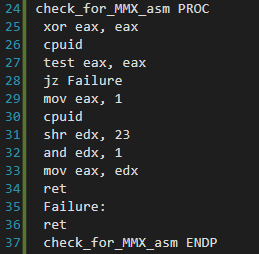 24 check_for_MMX_asm PROC
25 xor eax, eax
26 cpuid
27 test eax, eax
28 jz Failure
29 mov eax, 1
30 cpuid
31 shr edx, 23
32 and edx, 1
33 mov eax, edx
34 ret
35 Failure:
36 ret
37 check_for_MMX_asm ENDP